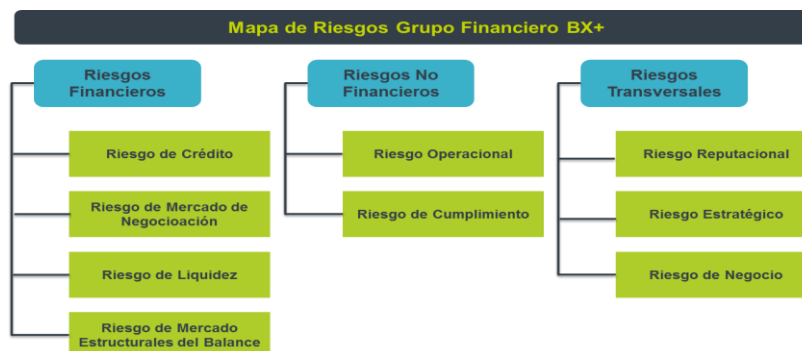 Mapa de Riesgos Grupo Financiero BX+
Riesgos
Financieros
Riesgo de Crédito
Riesgo de Mercado de
Negocioación
Riesgo de Liquidez
Riesgo de Mercado
Estructurales del Balance
Riesgos No
Financieros
Riesgo Operacional
Riesgo de Cumplimiento
Riesgos
Transversales
Riesgo Reputacional
Riesgo Estratégico
Riesgo de Negocio